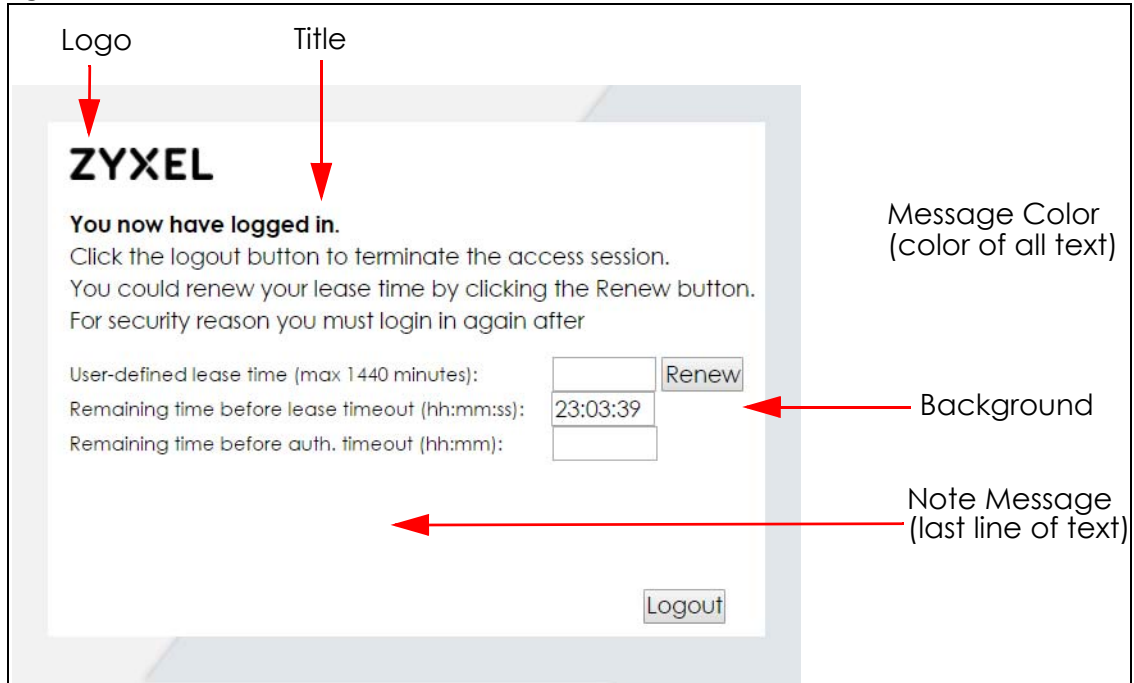 Logo
Title
ZYXEL
You now have logged in.
Click the logout button to terminate the access session.
You could renew your lease time by clicking the Renew button.
For security reason you must login in again after
User-defined lease time (max 1440 minutes):
Renew
Remaining time before lease timeout (hh:mm:ss):
23:03:39
Remaining time before auth. timeout (hh:mm):
Logout
Message Color
(color of all text)
Background
Note Message
(last line of text)